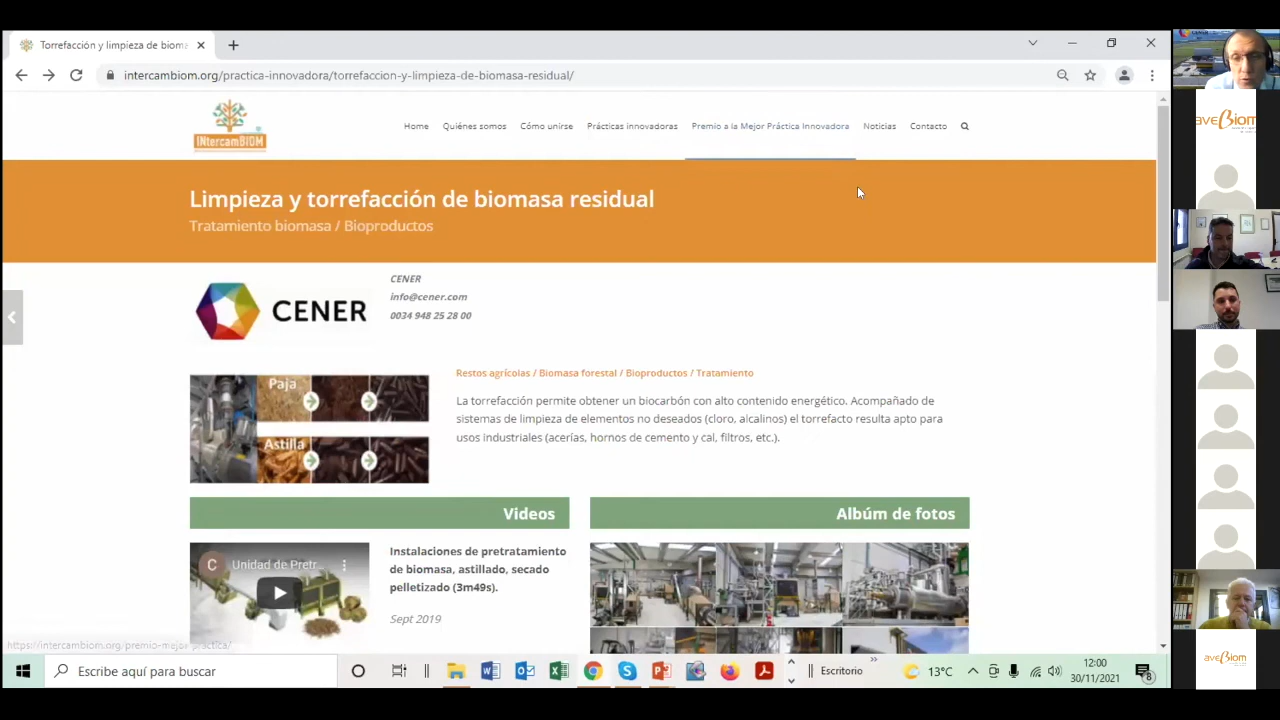 Torrefacción y limpieza de biom
intercambiom.org/practica-innovadora/torrefaccion-y-limpieza-de-biomasa-residual/
INtercamBIOM
Home
Quiénes somos
Cómo unirse
Prácticas innovadoras
Premio a la Mejor Práctica Innovadora
Noticias
Contacto
Limpieza y torrefacción de biomasa residual
Tratamiento biomasa / Bioproductos
CENER
CENER
info@cener.com
0034 948 25 28 00
Paja
Astilla
Restos agrícolas / Biomasa forestal / Bioproductos / Tratamiento
La torrefacción permite obtener un biocarbón con alto contenido energético. Acompañado de
sistemas de limpieza de elementos no deseados (cloro, alcalinos) el torrefacto resulta apto para
usos industriales (acerías, hornos de cemento y cal, filtros, etc.).
Videos
Albúm de fotos
C Unidad de Pretr...
Instalaciones de pretratamiento
de biomasa, astillado, secado
pelletizado (3m49s).
Sept 2019
https://intercambiom.org/premio-mejor-practica/
Escribe aquí para buscar
Escritorio
13°C
12:00
30/11/2021
8
CENER
aveBiom
aveBiom